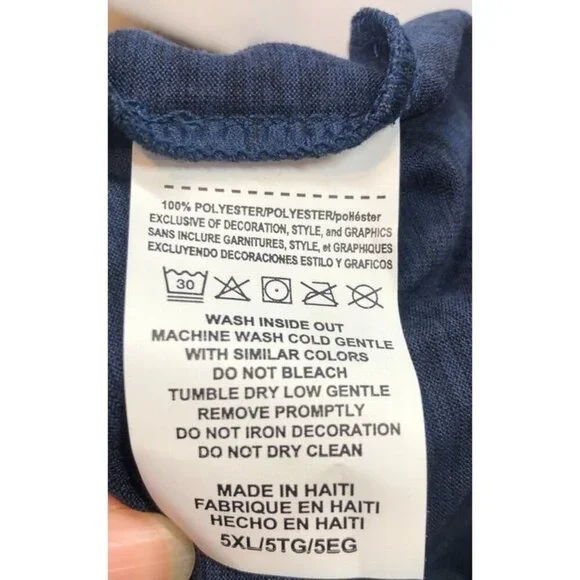 100% POLYESTER/POLYESTER/poliéster
EXCLUSIVE OF DECORATION, STYLE, and GRAPHICS
SANS INCLURE GARNITURES, STYLE, et GRAPHIQUES
EXCLUYENDO DECORACIONES ESTILO Y GRAFICOS
30
WASH INSIDE OUT
MACHINE WASH COLD GENTLE
WITH SIMILAR COLORS
DO NOT BLEACH
TUMBLE DRY LOW GENTLE
REMOVE PROMPTLY
DO NOT IRON DECORATION
DO NOT DRY CLEAN
MADE IN HAITI
FABRIQUE EN HAITI
HECHO EN HAITI
5XL/5TG/5EG